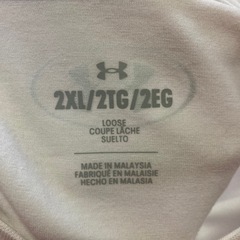 2XL/2TG/2EG
LOOSE
COUPE LÂCHE
SUELTO
MADE IN MALAYSIA
FABRIQUÉ EN MALAISIE
HECHO EN MALASIA